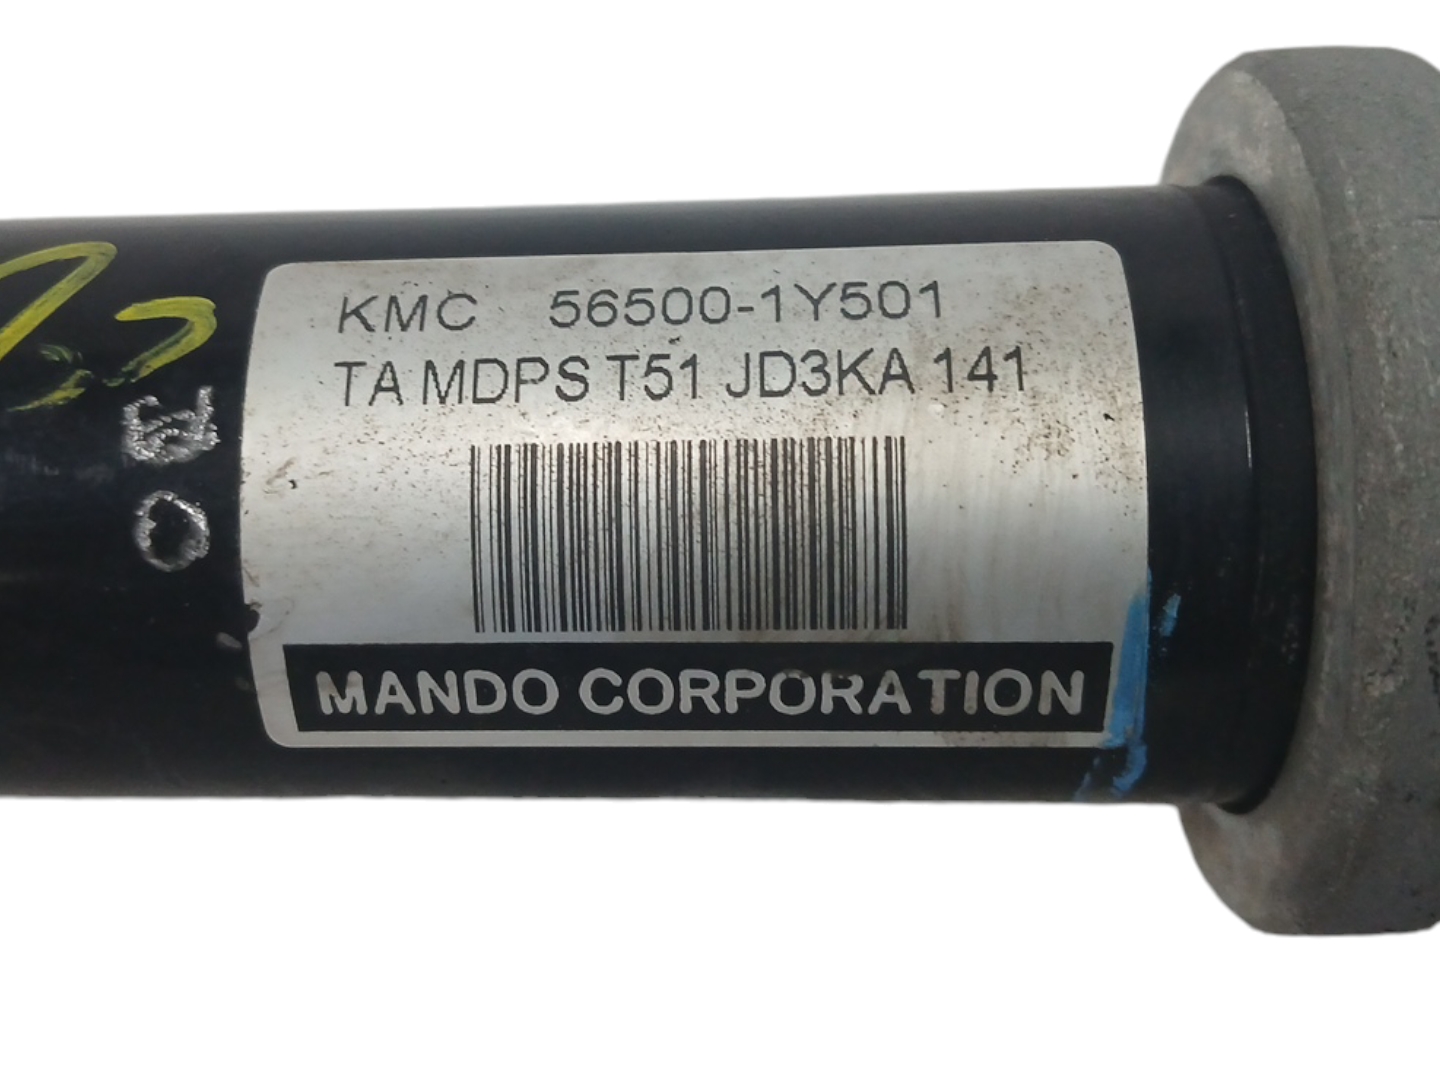 KMC 56500-1Y501
TA MDPS T51 JD3KA 141
MANDO CORPORATION